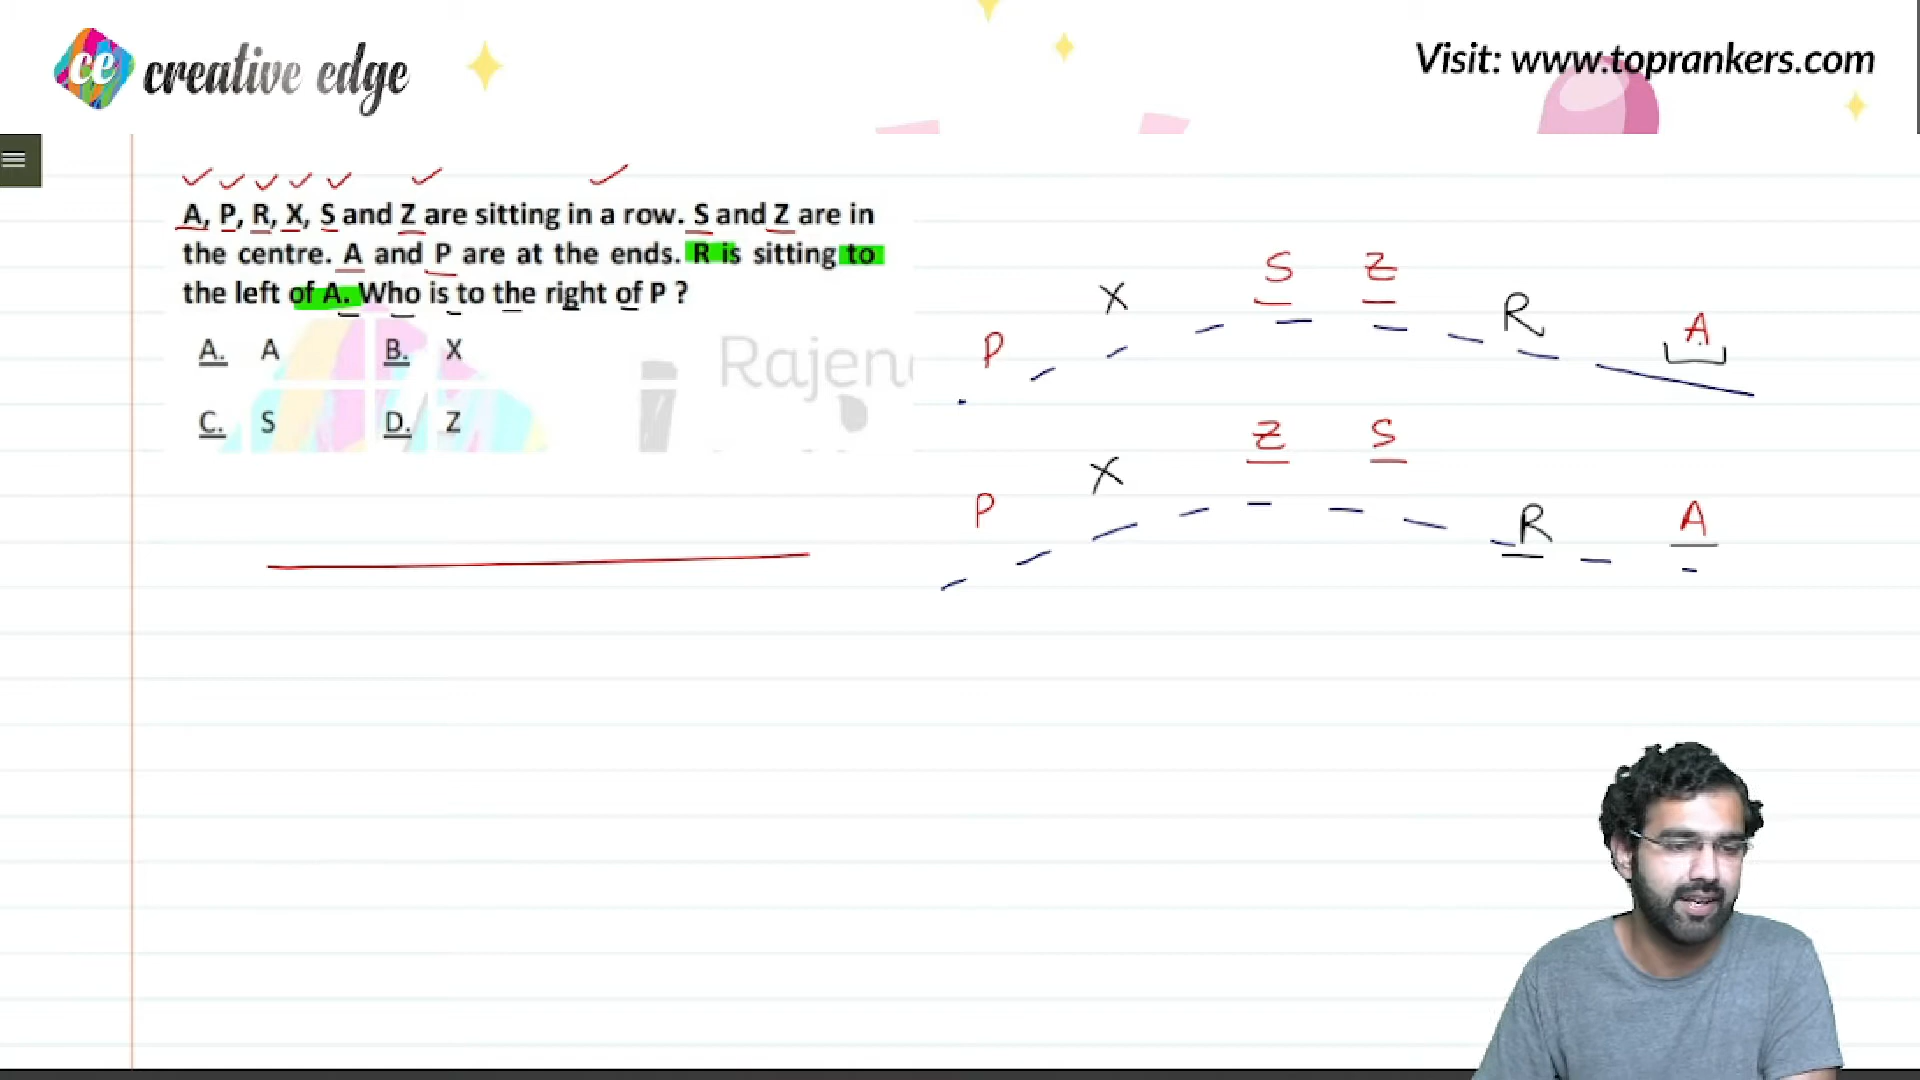 ce creative edge
Visit: www.toprankers.com
A, P, R, X, S and Z are sitting in a row. S and Z are in
the centre. A and P are at the ends. R is sitting to
the left of A. Who is to the right of P ?
A. A B. X
C. S D. Z
Rajen
P X S Z R A
P X Z S R A